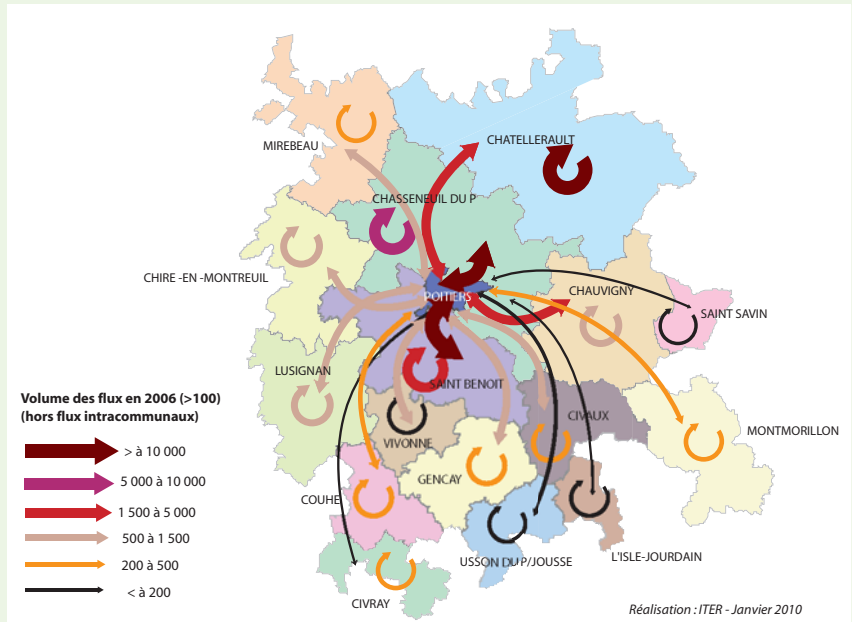 CHATELLERAULT
MIREBEAU
CHASSENEUIL DU P
CHIRE -EN -MONTREUIL
POITIERS
CHAUVIGNY
SAINT SAVIN
LUSIGNAN
SAINT BENOIT
Volume des flux en 2006 (>100)
(hors flux intracommunaux)
> à 10 000
5 000 à 10 000
1 500 à 5 000
500 à 1 500
200 à 500
< à 200
CIVAUX
MONTMORILLON
VIVONNE
GENCAY
COUHE
USSON DU P/JOUSSE
L'ISLE-JOURDAIN
CIVRAY
Réalisation : ITER - Janvier 2010